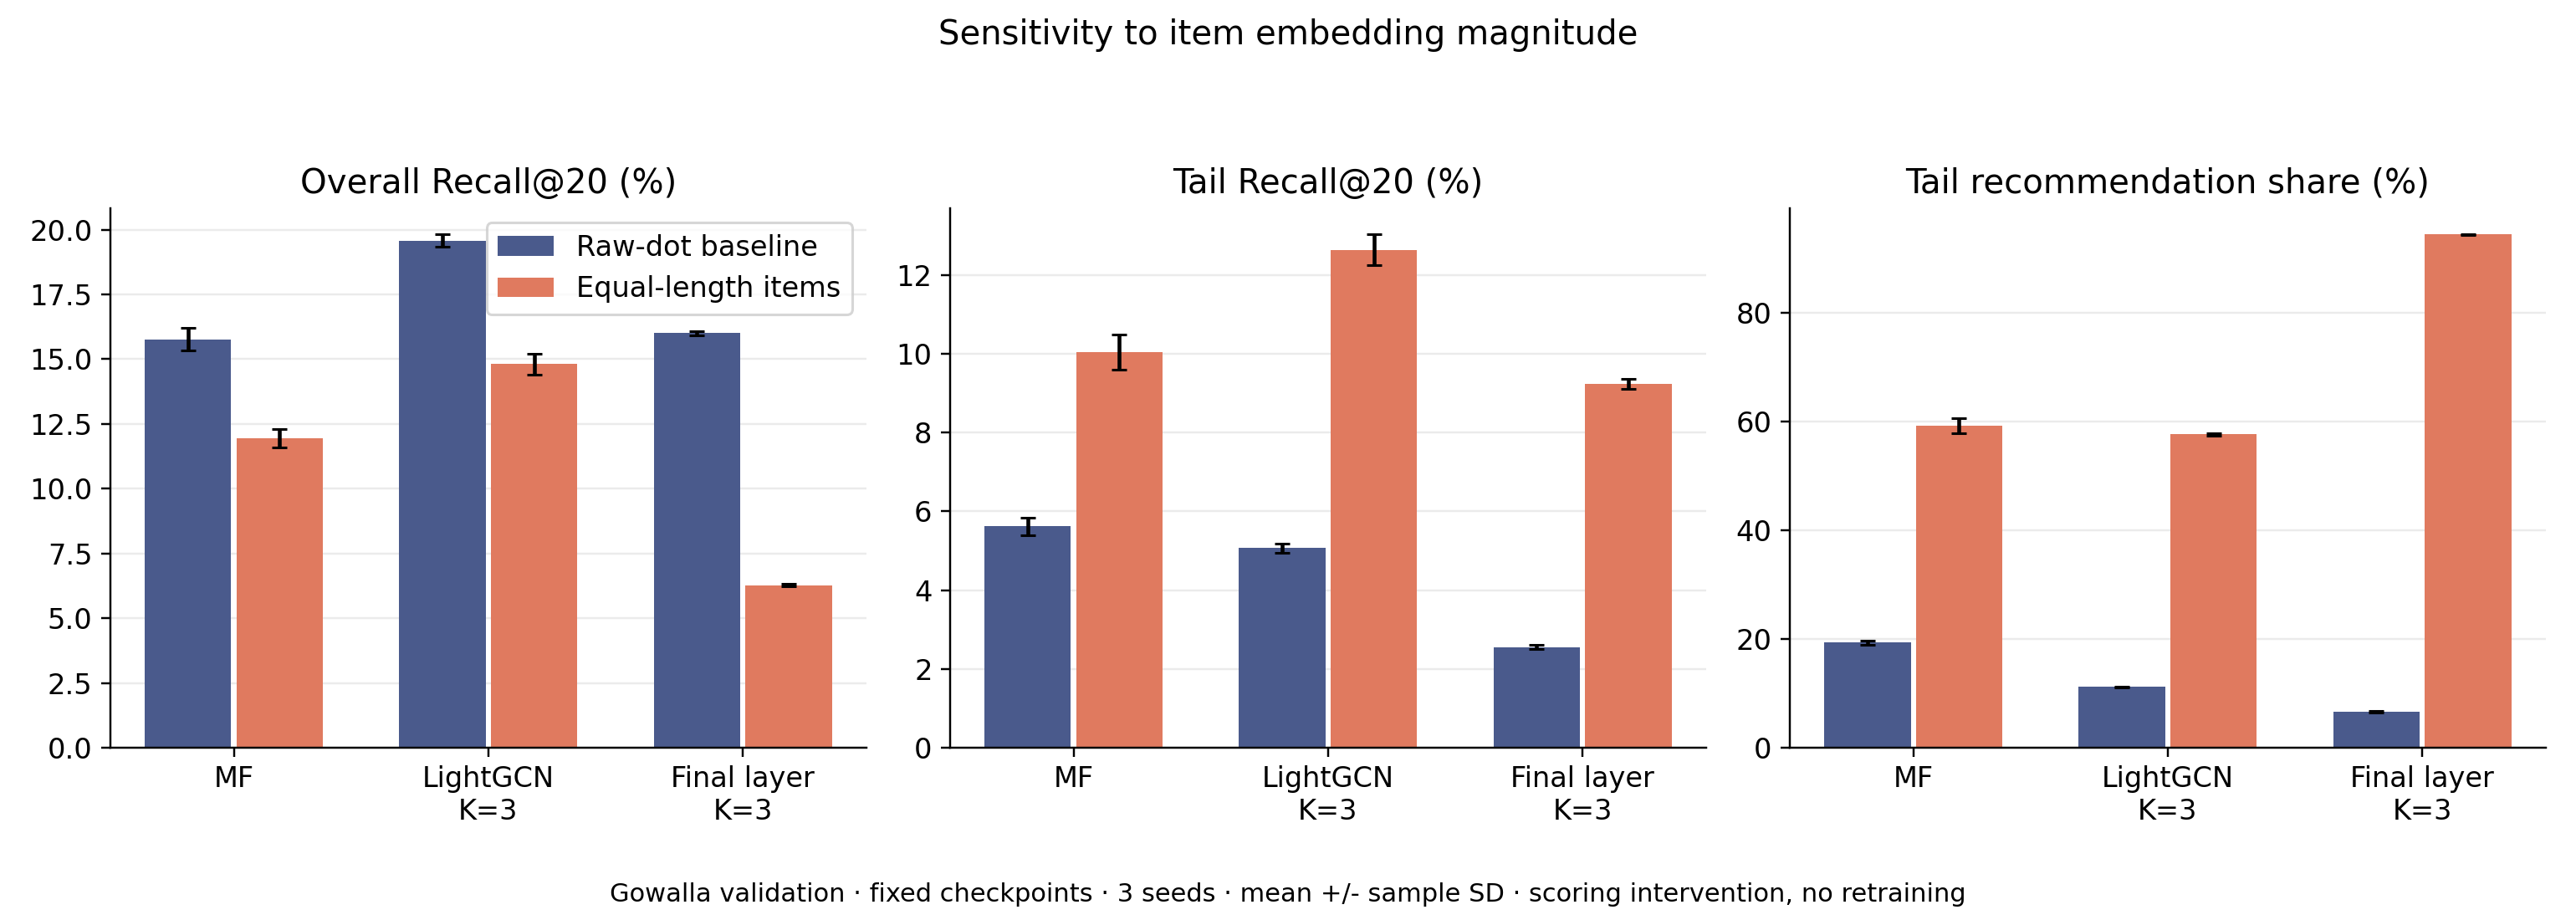 Sensitivity to item embedding magnitude
Overall Recall@20 (%)
20.0
17.5
15.0
12.5
10.0
7.5
5.0
2.5
0.0
Raw-dot baseline
Equal-length items
MF
LightGCN
K=3
Final layer
K=3
Tail Recall@20 (%)
12
10
8
6
4
2
0
MF
LightGCN
K=3
Final layer
K=3
Tail recommendation share (%)
80
60
40
20
0
MF
LightGCN
K=3
Final layer
K=3
Gowalla validation · fixed checkpoints · 3 seeds · mean +/- sample SD · scoring intervention, no retraining